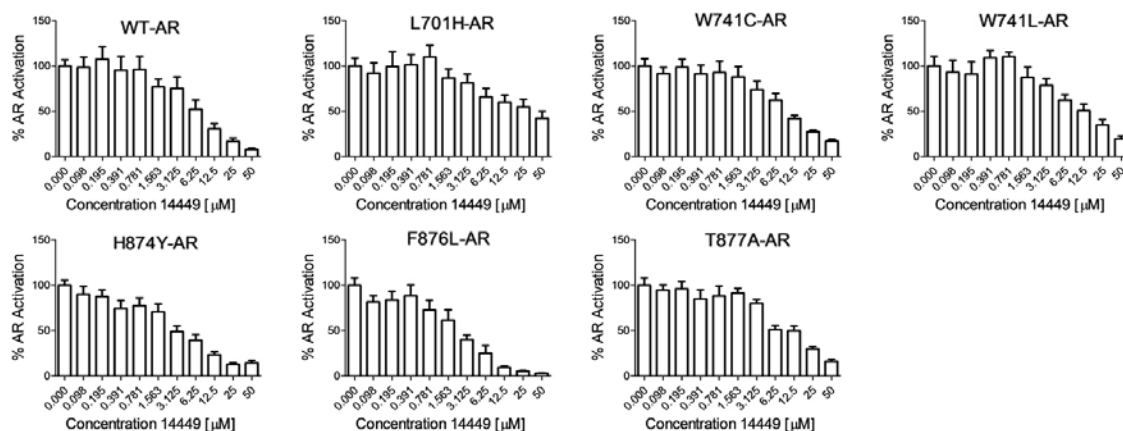 WT-AR
% AR Activation
150
100
50
0
0.000 0.098 0.195 0.391 0.781 1.563 3.125 6.25 12.5 25 50
Concentration 14449 [ μM]
L701H-AR
% AR Activation
150
100
50
0
0.000 0.098 0.195 0.391 0.781 1.563 3.125 6.25 12.5 25 50
Concentration 14449 [ μM]
W741C-AR
% AR Activation
150
100
50
0
0.000 0.098 0.195 0.391 0.781 1.563 3.125 6.25 12.5 25 50
Concentration 14449 [ μM]
W741L-AR
% AR Activation
150
100
50
0
0.000 0.098 0.195 0.391 0.781 1.563 3.125 6.25 12.5 25 50
Concentration 14449 [ μM]
H874Y-AR
% AR Activation
150
100
50
0
0.000 0.098 0.195 0.391 0.781 1.563 3.125 6.25 12.5 25 50
Concentration 14449 [ μM]
F876L-AR
% AR Activation
150
100
50
0
0.000 0.098 0.195 0.391 0.781 1.563 3.125 6.25 12.5 25 50
Concentration 14449 [ μM]
T877A-AR
% AR Activation
150
100
50
0
0.000 0.098 0.195 0.391 0.781 1.563 3.125 6.25 12.5 25 50
Concentration 14449 [ μM]